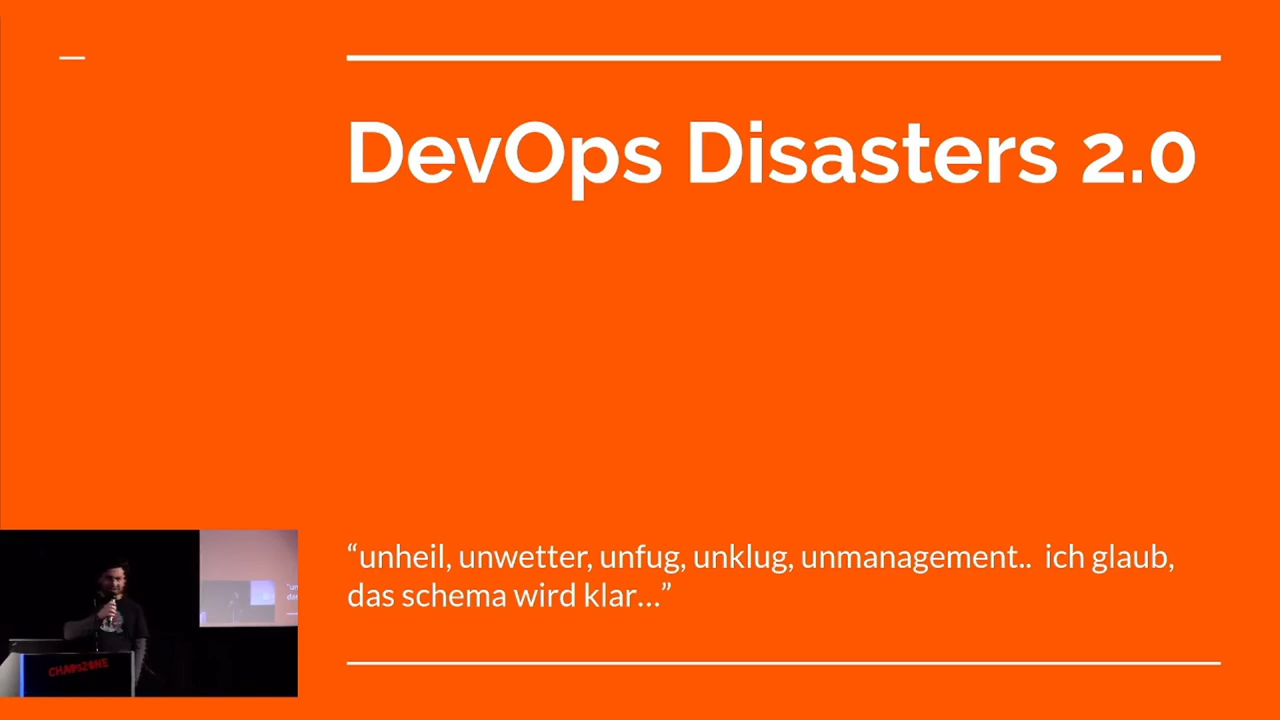 DevOps Disasters 2.0
“unheil, unwetter, unfug, unklug, unmanagement.. ich glaub,
das schema wird klar…”